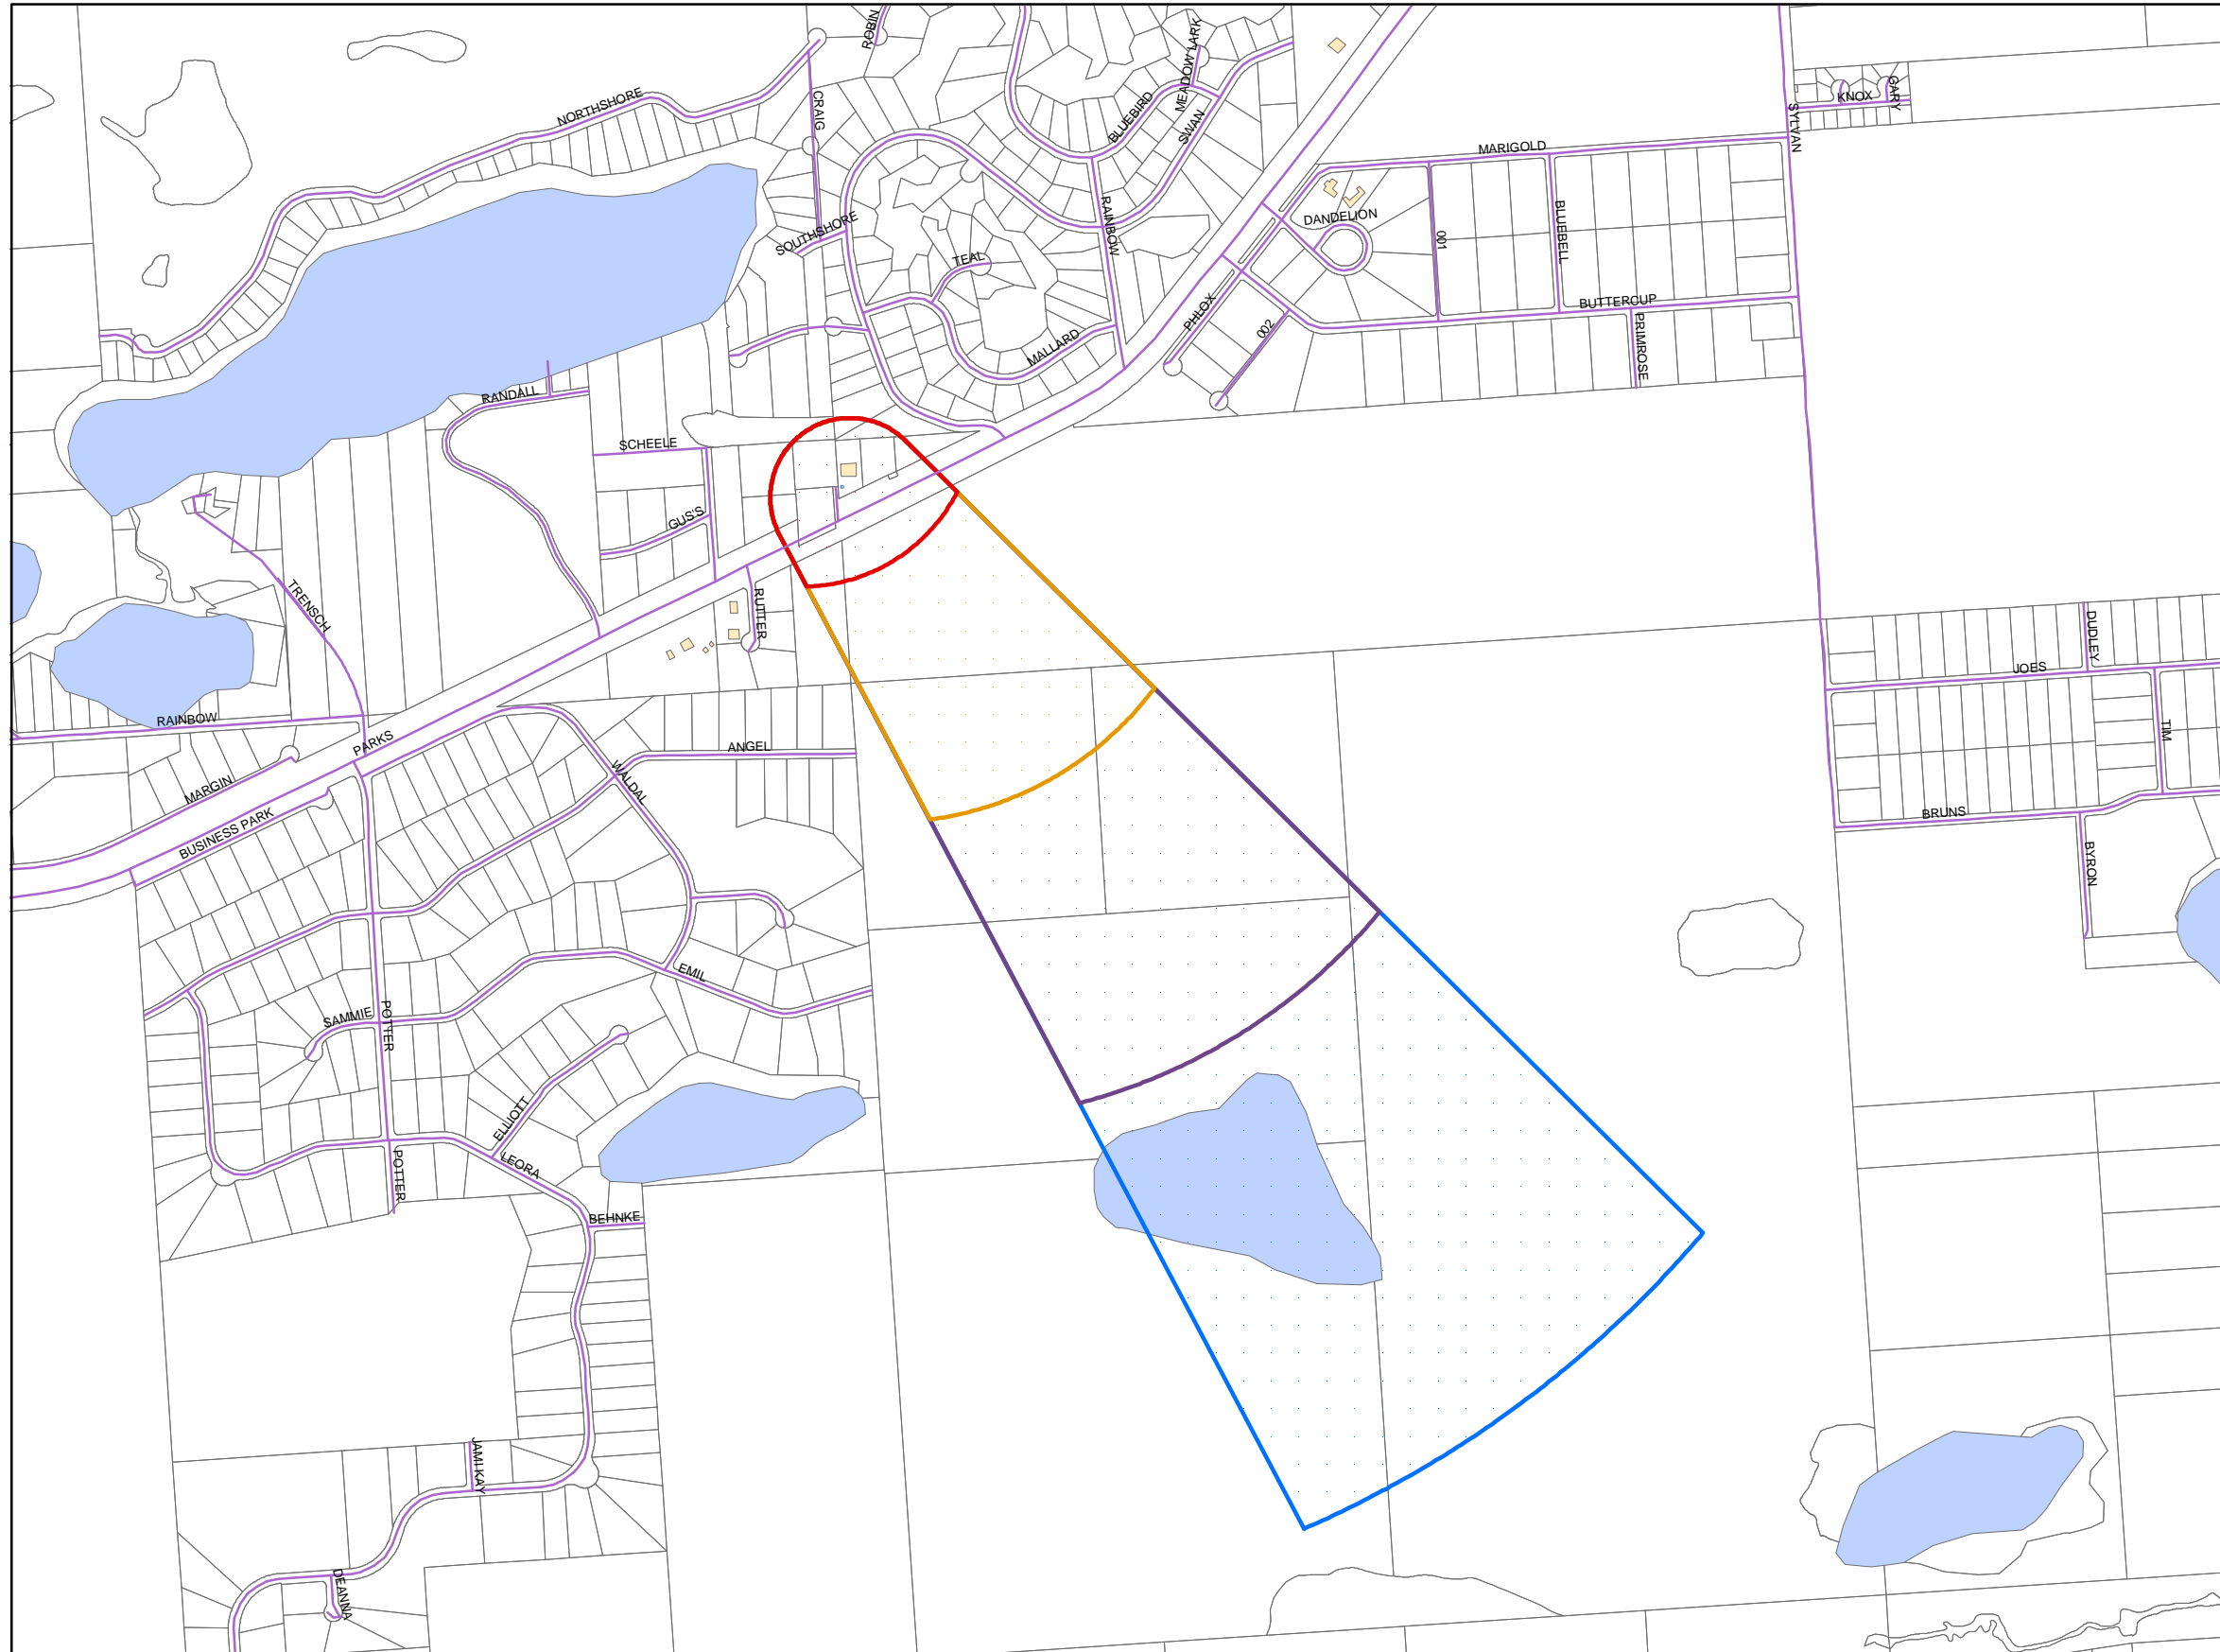 ROBIN
MEADOW LARK
NORTHSHORE
CRAIG
BLUEBIRD
SWAN
KNOX
GARY
SYLVAN
MARIGOLD
SOUTHSHORE
RAINBOW
DANDELION
001
BLUEBELL
TEAL
PHLOX
002
BUTTERCUP
PRIMROSE
MALLARD
RANDALL
SCHEELE
GUS'S
TRENSCH
RUTTER
DUDLEY
JOES
TIM
RAINBOW
PARKS
ANGEL
WALDAL
MARGIN
BUSINESS PARK
BRUNS
BYRON
EMIL
SAMMIE
POTTER
ELLIOTT
LEORA
POTTER
BEHNKE
JAMI KAY
DEANNA